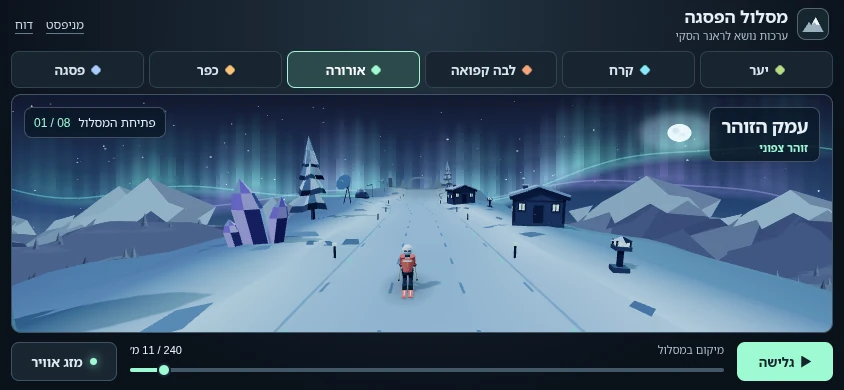 מסלול הפסגה
ערכות נושא לראנר הסקי
מניפסט
דוח
יער
קרח
לבה קפואה
אורורה
כפר
פסגה
עמק הזוהר
זוהר צפוני
פתיחת המסלול 01 / 08
גלישה
מיקום במסלול
11 / 240 מ׳
מזג אוויר